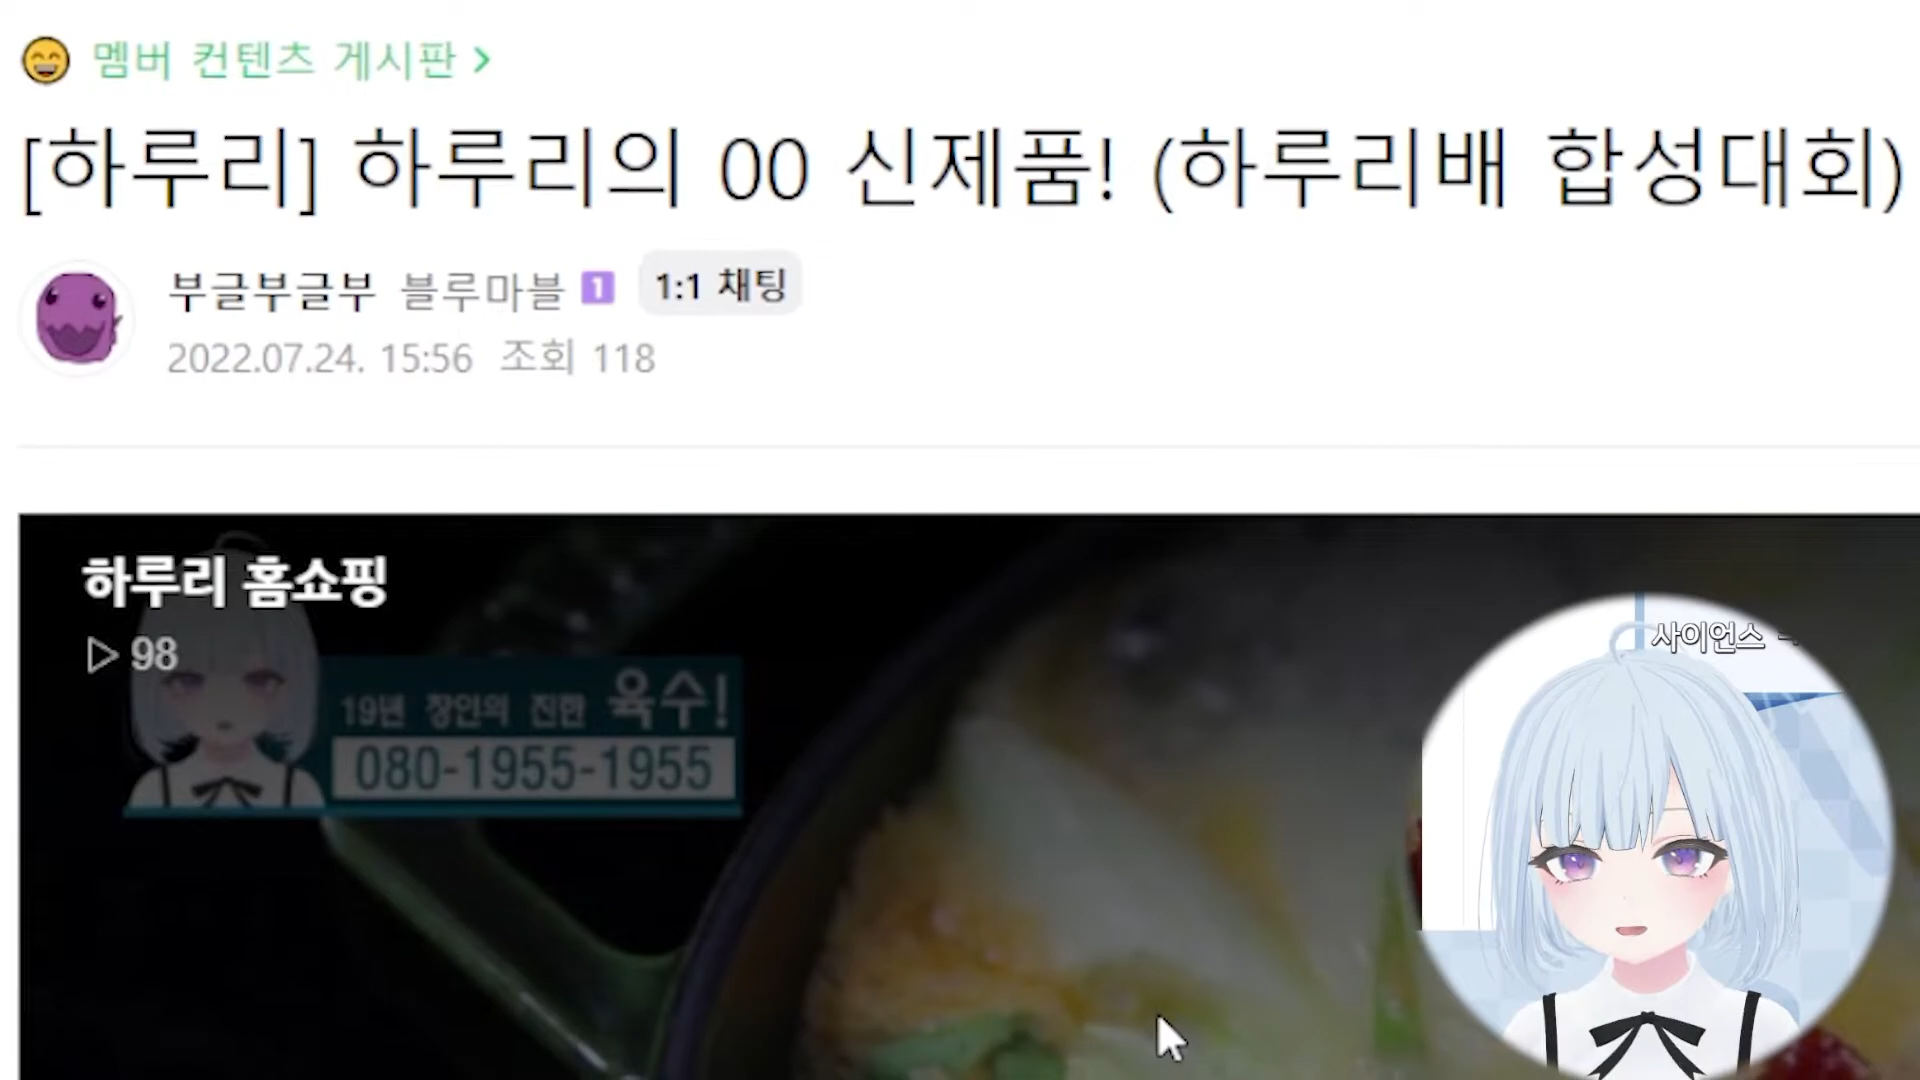 멤버 컨텐츠 게시판 >
[하루리] 하루리의 00 신제품! (하루리배 합성대회)
부글부글부 블루마블 1 1:1 채팅
2022.07.24. 15:56 조회 118
하루리 홈쇼핑
98
19년 장인의 진한 육수!
080-1955-1955
사이언스